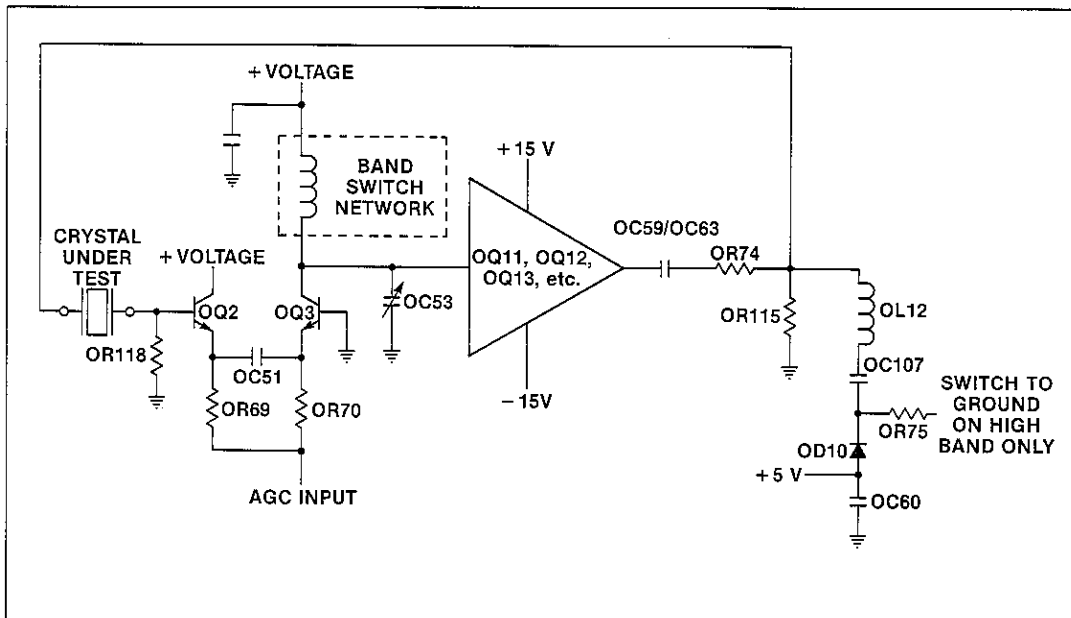 + VOLTAGE
+15 V
BAND
SWITCH
NETWORK
CRYSTAL
UNDER
TEST
+ VOLTAGE
OC59/OC63
OR74
OQ11, OQ12,
OQ13, etc.
OQ2
OQ3
OC53
OL12
OR118
OC51
OR115
OC107
OR69
OR70
−15V
SWITCH TO
GROUND
ON HIGH
BAND ONLY
OR75
OD10
+5 V
AGC INPUT
OC60